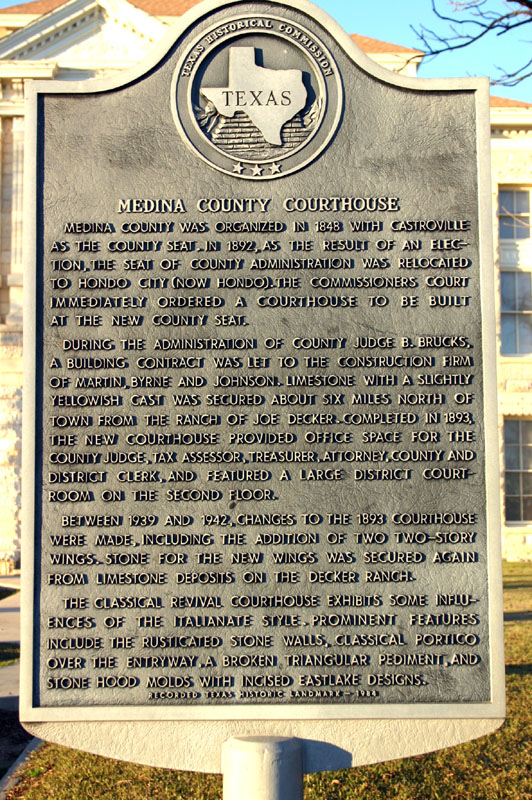 TEXAS HISTORICAL COMMISSION
TEXAS
MEDINA COUNTY COURTHOUSE
MEDINA COUNTY WAS ORGANIZED IN 1848 WITH CASTROVILLE
AS THE COUNTY SEAT. IN 1892, AS THE RESULT OF AN ELEC-
TION, THE SEAT OF COUNTY ADMINISTRATION WAS RELOCATED
TO HONDO CITY (NOW HONDO). THE COMMISSIONERS COURT
IMMEDIATELY ORDERED A COURTHOUSE TO BE BUILT
AT THE NEW COUNTY SEAT.
DURING THE ADMINISTRATION OF COUNTY JUDGE B. BRUCKS,
A BUILDING CONTRACT WAS LET TO THE CONSTRUCTION FIRM
OF MARTIN, BYRNE AND JOHNSON. LIMESTONE WITH A SLIGHTLY
YELLOWISH CAST WAS SECURED ABOUT SIX MILES NORTH OF
TOWN FROM THE RANCH OF JOE DECKER. COMPLETED IN 1893,
THE NEW COURTHOUSE PROVIDED OFFICE SPACE FOR THE
COUNTY JUDGE, TAX ASSESSOR, TREASURER, ATTORNEY, COUNTY AND
DISTRICT CLERK, AND FEATURED A LARGE DISTRICT COURT-
ROOM ON THE SECOND FLOOR.
BETWEEN 1939 AND 1942, CHANGES TO THE 1893 COURTHOUSE
WERE MADE, INCLUDING THE ADDITION OF TWO TWO-STORY
WINGS. STONE FOR THE NEW WINGS WAS SECURED AGAIN
FROM LIMESTONE DEPOSITS ON THE DECKER RANCH.
THE CLASSICAL REVIVAL COURTHOUSE EXHIBITS SOME INFLU-
ENCES OF THE ITALIANATE STYLE. PROMINENT FEATURES
INCLUDE THE RUSTICATED STONE WALLS, CLASSICAL PORTICO
OVER THE ENTRYWAY, A BROKEN TRIANGULAR PEDIMENT, AND
STONE HOOD MOLDS WITH INCISED EASTLAKE DESIGNS.
RECORDED TEXAS HISTORIC LANDMARK - 1984